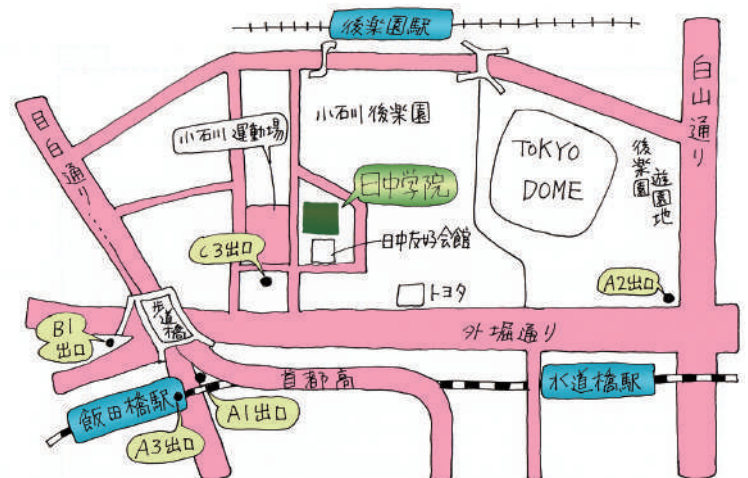 後楽園駅
白山通り
目白通り
小石川後楽園
小石川運動場
TOKYO
DOME
後楽園
遊園地
日中学院
日中友好会館
C3出口
トヨタ
A2出口
歩道橋
B1
出口
外堀通り
首都高
水道橋駅
飯田橋駅
A1出口
A3出口